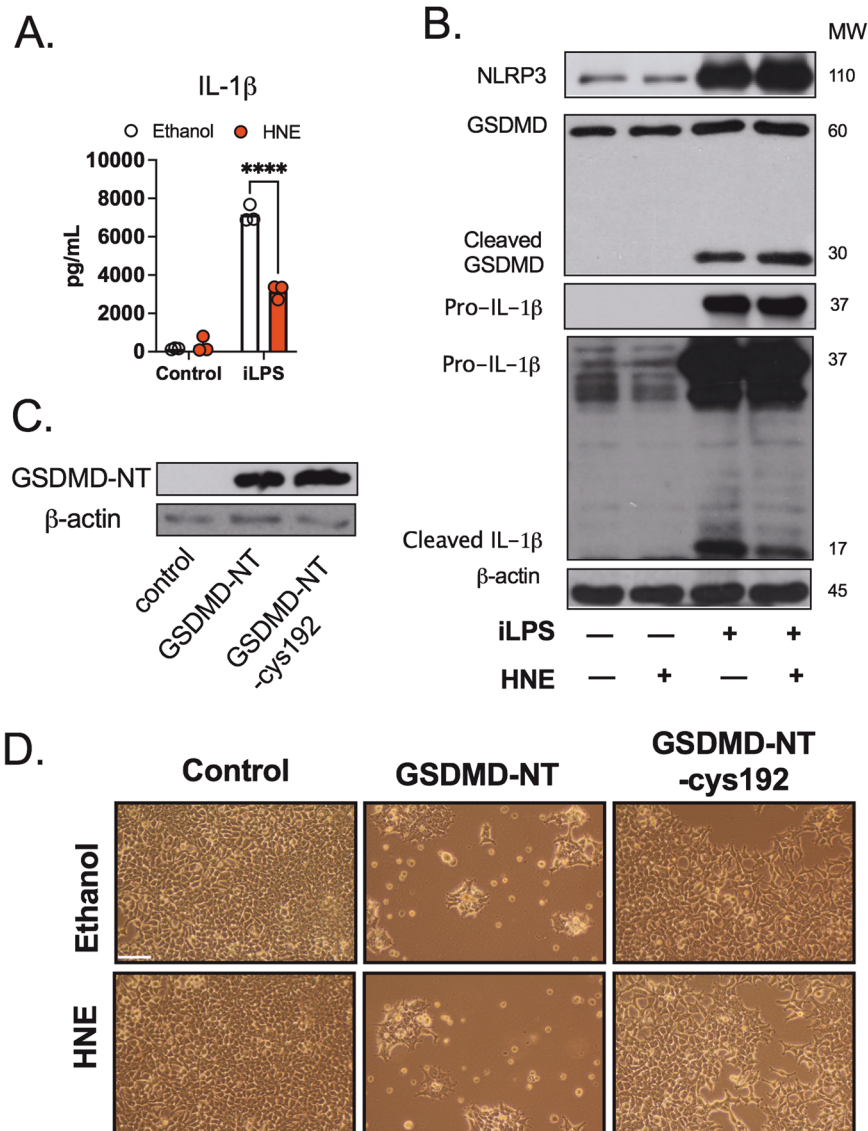 A.
IL-1β
Ethanol HNE
****
10000
8000
6000
4000
2000
0
pg/mL
Control iLPS
B.
MW
NLRP3 110
GSDMD 60
Cleaved
GSDMD 30
Pro-IL-1β 37
Pro-IL-1β 37
Cleaved IL-1β 17
β-actin 45
iLPS — — + +
HNE — + — +
C.
GSDMD-NT
β-actin
control
GSDMD-NT
GSDMD-NT
-cys192
D.
Control GSDMD-NT GSDMD-NT
-cys192
Ethanol
HNE